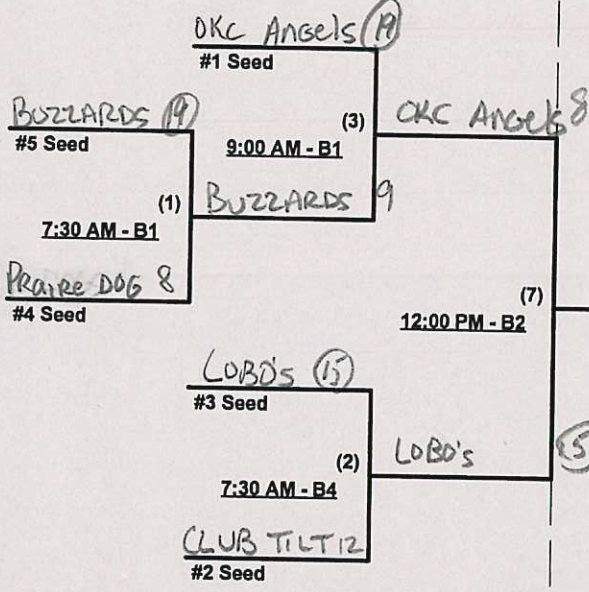 OKC Angels 19
#1 Seed
BUZZARDS 19
#5 Seed
(3)
9:00 AM - B1
OKC Angels 8
(1)
7:30 AM - B1
BUZZARDS 9
PRaiRe DOG 8
#4 Seed
(7)
12:00 PM - B2
LOBO's 15
#3 Seed
(2)
7:30 AM - B4
LOBO's
CLUB TILT 12
#2 Seed